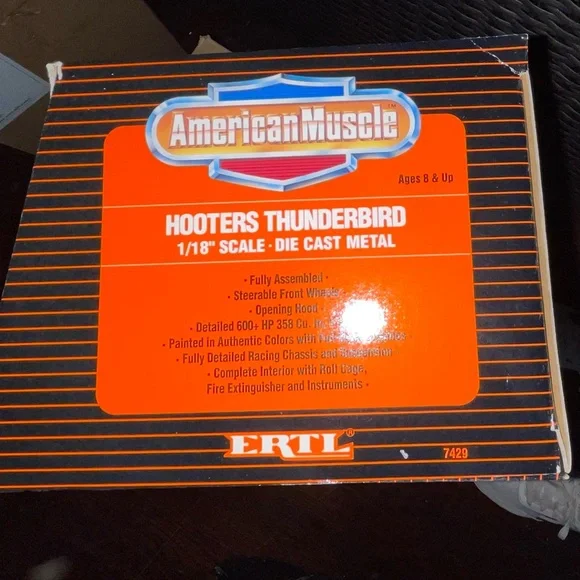 AmericanMuscle™
Ages 8 & Up
HOOTERS THUNDERBIRD
1/18" SCALE · DIE CAST METAL
· Fully Assembled ·
· Steerable Front Wheels
· Opening Hood ·
· Detailed 600+ HP 358 Cu.
· Painted in Authentic Colors with
· Fully Detailed Racing Chassis and Suspension
· Complete Interior with Roll Cage,
Fire Extinguisher and Instruments ·
ERTL®
7429